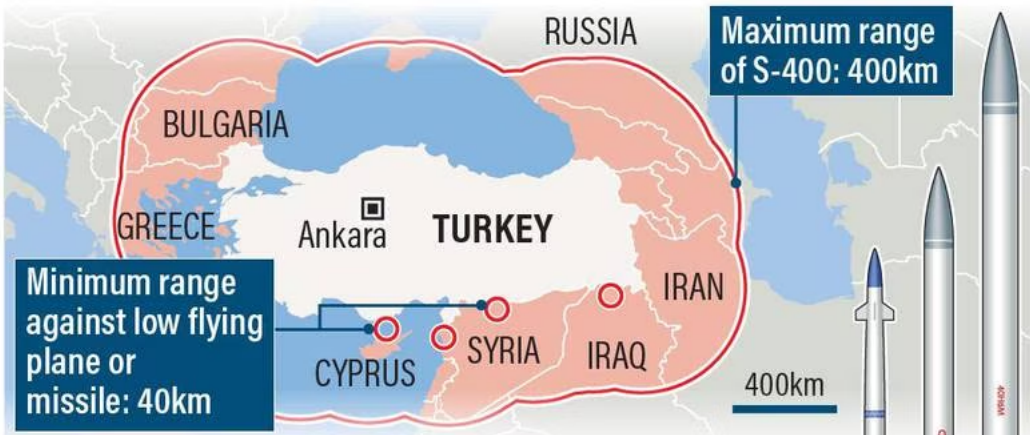 RUSSIA
Maximum range
of S-400: 400km
BULGARIA
GREECE
Ankara
TURKEY
Minimum range
against low flying
plane or
missile: 40km
CYPRUS
SYRIA
IRAQ
IRAN
400km